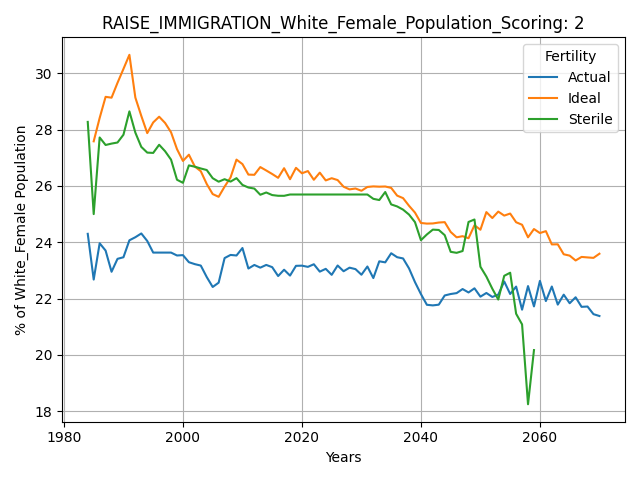 RAISE_IMMIGRATION_White_Female_Population_Scoring: 2
% of White_Female Population
30
28
26
24
22
20
18
1980
2000
2020
2040
2060
Years
Fertility
Actual
Ideal
Sterile